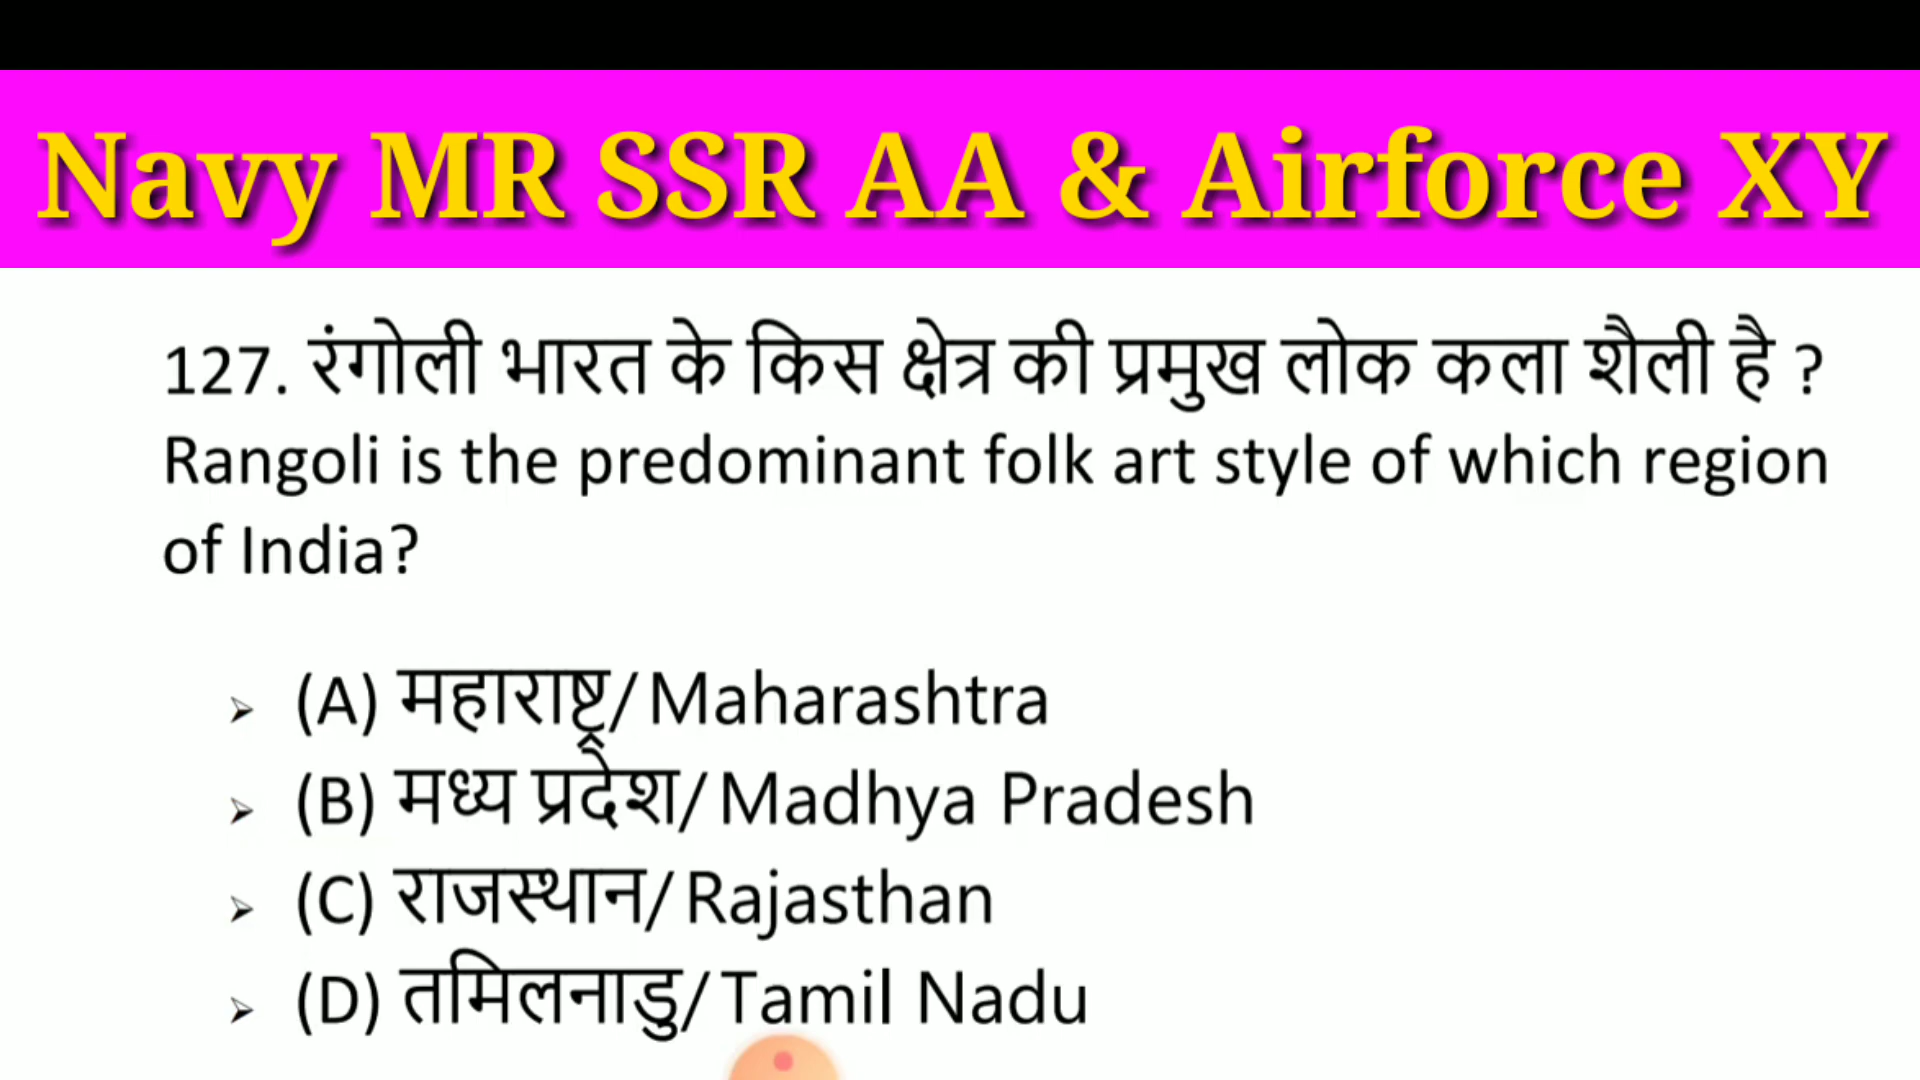 Navy MR SSR AA & Airforce XY
127. रंगोली भारत के किस क्षेत्र की प्रमुख लोक कला शैली है ?
Rangoli is the predominant folk art style of which region
of India?
➢ (A) महाराष्ट्र/Maharashtra
➢ (B) मध्य प्रदेश/Madhya Pradesh
➢ (C) राजस्थान/Rajasthan
➢ (D) तमिलनाडु/Tamil Nadu